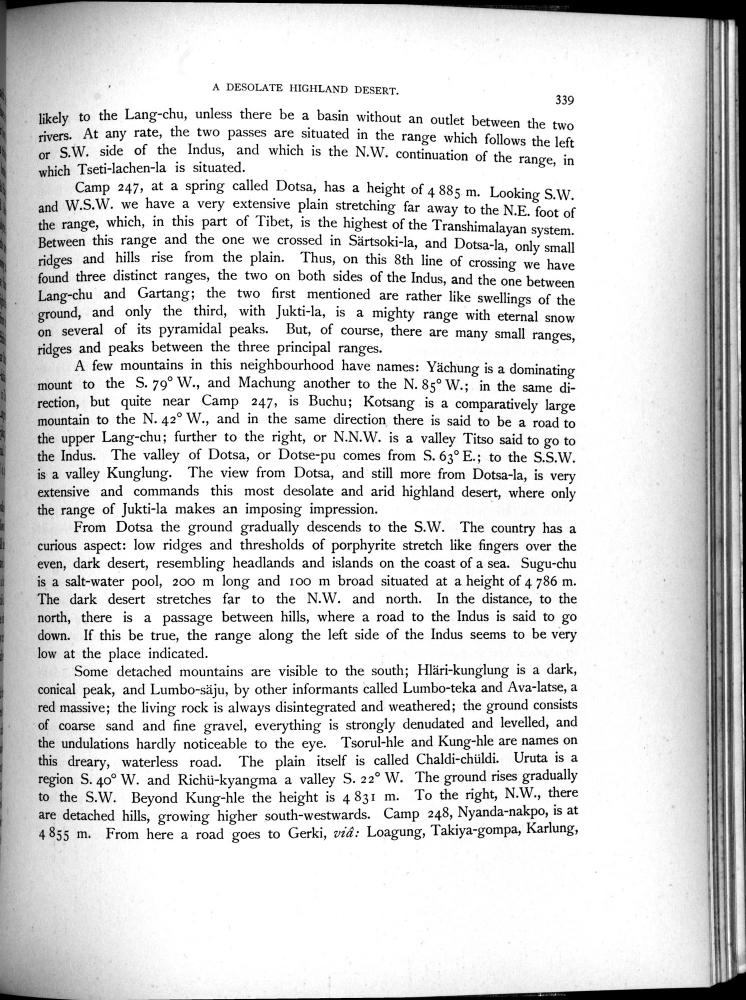 A DESOLATE HIGHLAND DESERT.
339
likely to the Lang-chu, unless there be a basin without an outlet between the two
rivers. At any rate, the two passes are situated in the range which follows the left
or S.W. side of the Indus, and which is the N.W. continuation of the range, in
which Tseti-lachen-la is situated.
Camp 247, at a spring called Dotsa, has a height of 4 885 m. Looking S.W.
and W.S.W. we have a very extensive plain stretching far away to the N.E. foot of
the range, which, in this part of Tibet, is the highest of the Transhimalayan system.
Between this range and the one we crossed in Särtsoki-la, and Dotsa-la, only small
ridges and hills rise from the plain. Thus, on this 8th line of crossing we have
found three distinct ranges, the two on both sides of the Indus, and the one between
Lang-chu and Gartang; the two first mentioned are rather like swellings of the
ground, and only the third, with Jukti-la, is a mighty range with eternal snow
on several of its pyramidal peaks. But, of course, there are many small ranges,
ridges and peaks between the three principal ranges.
A few mountains in this neighbourhood have names: Yächung is a dominating
mount to the S. 79° W., and Machung another to the N. 85° W.; in the same di-
rection, but quite near Camp 247, is Buchu; Kotsang is a comparatively large
mountain to the N. 42° W., and in the same direction there is said to be a road to
the upper Lang-chu; further to the right, or N.N.W. is a valley Titso said to go to
the Indus. The valley of Dotsa, or Dotse-pu comes from S. 63° E.; to the S.S.W.
is a valley Kunglung. The view from Dotsa, and still more from Dotsa-la, is very
extensive and commands this most desolate and arid highland desert, where only
the range of Jukti-la makes an imposing impression.
From Dotsa the ground gradually descends to the S.W. The country has a
curious aspect: low ridges and thresholds of porphyrite stretch like fingers over the
even, dark desert, resembling headlands and islands on the coast of a sea. Sugu-chu
is a salt-water pool, 200 m long and 100 m broad situated at a height of 4 786 m.
The dark desert stretches far to the N.W. and north. In the distance, to the
north, there is a passage between hills, where a road to the Indus is said to go
down. If this be true, the range along the left side of the Indus seems to be very
low at the place indicated.
Some detached mountains are visible to the south; Hläri-kunglung is a dark,
conical peak, and Lumbo-säju, by other informants called Lumbo-teka and Ava-latse, a
red massive; the living rock is always disintegrated and weathered; the ground consists
of coarse sand and fine gravel, everything is strongly denudated and levelled, and
the undulations hardly noticeable to the eye. Tsorul-hle and Kung-hle are names on
this dreary, waterless road. The plain itself is called Chaldi-chüldi. Uruta is a
region S. 40° W. and Richü-kyangma a valley S. 22° W. The ground rises gradually
to the S.W. Beyond Kung-hle the height is 4 831 m. To the right, N.W., there
are detached hills, growing higher south-westwards. Camp 248, Nyanda-nakpo, is at
4 855 m. From here a road goes to Gerki, viâ: Loagung, Takiya-gompa, Karlung,